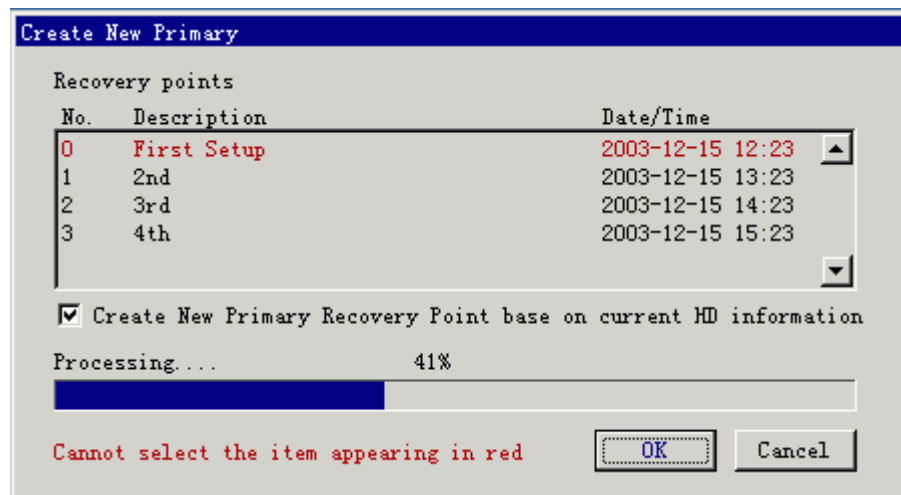 Create New Primary
Recovery points
No. Description Date/Time
0 First Setup 2003-12-15 12:23
1 2nd 2003-12-15 13:23
2 3rd 2003-12-15 14:23
3 4th 2003-12-15 15:23
Create New Primary Recovery Point base on current HD information
Processing.... 41%
Cannot select the item appearing in red OK Cancel